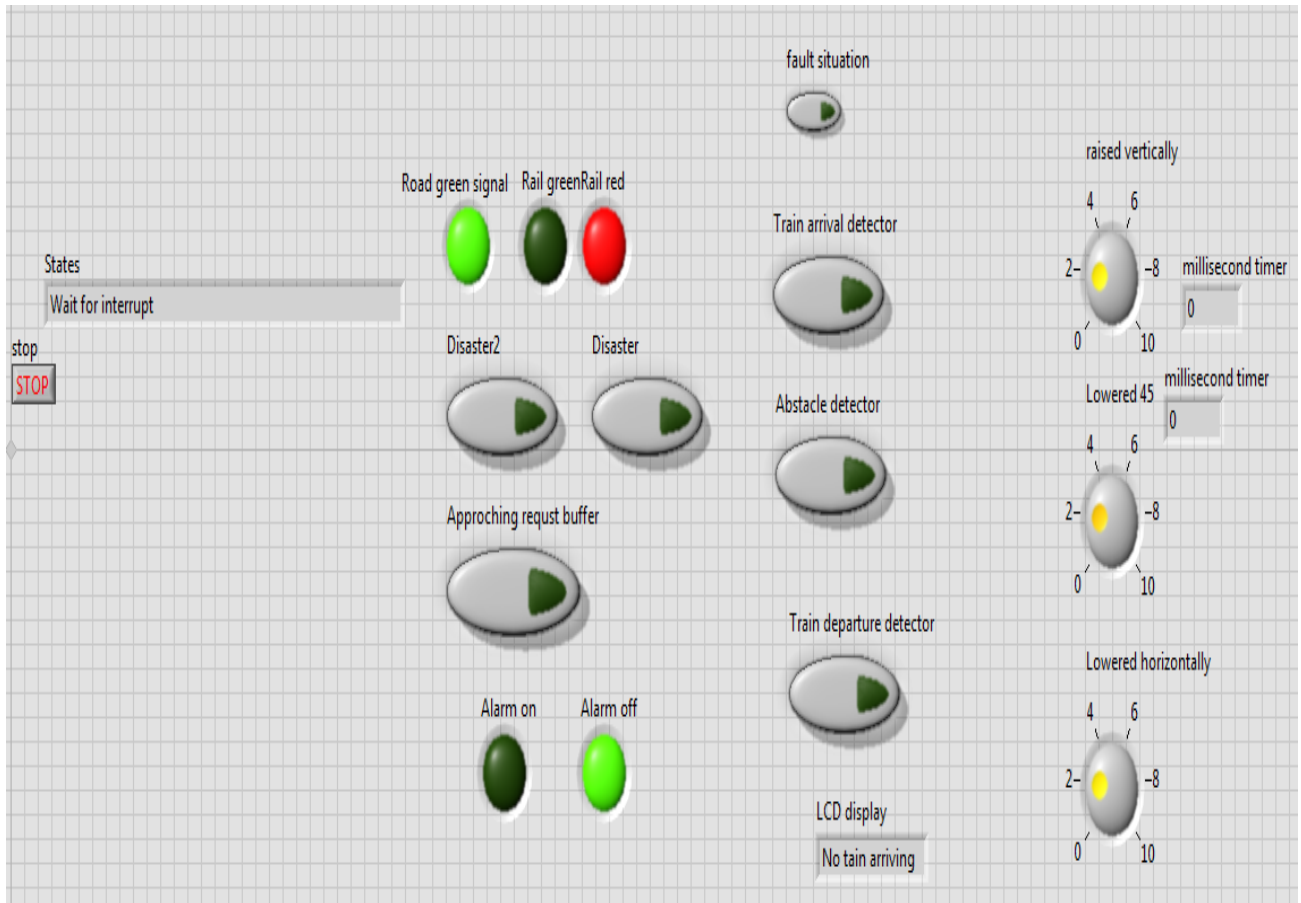 fault situation
raised vertically
4 6
2 8
0 10
millisecond timer
0
Road green signal Rail green Rail red
Train arrival detector
States
Wait for interrupt
stop
STOP
Disaster2 Disaster
Abstacle detector
Lowered 45
millisecond timer
0
4 6
2 8
0 10
Approching requst buffer
Train departure detector
Lowered horizontally
4 6
2 8
0 10
Alarm on Alarm off
LCD display
No tain arriving